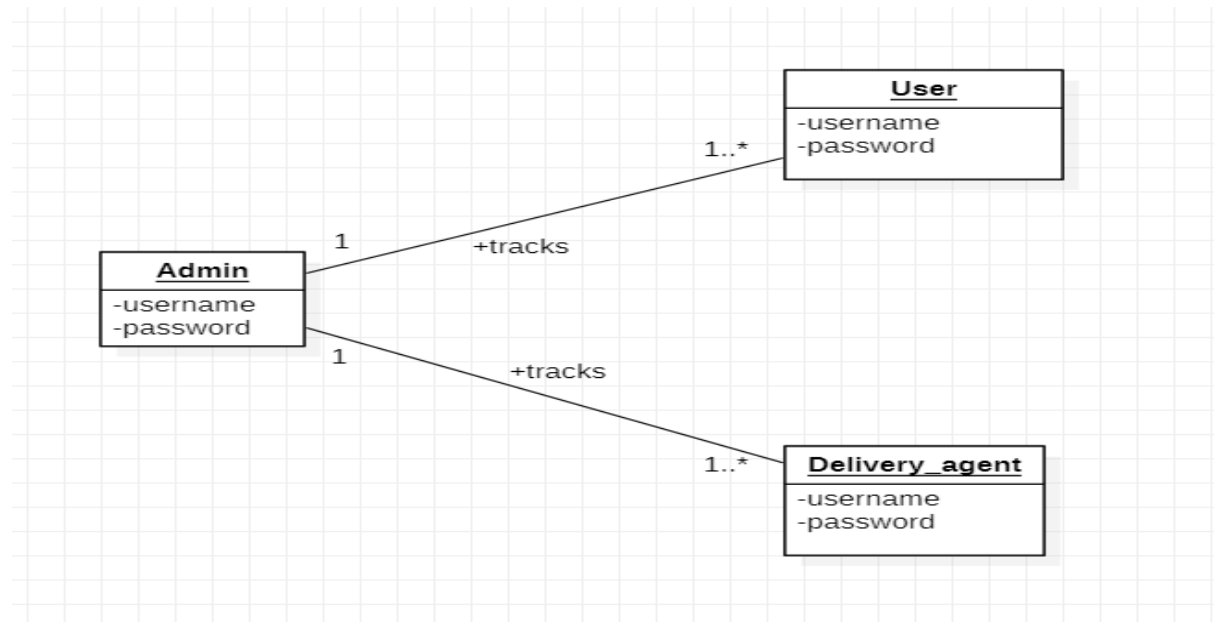 User
-username
-password
1..*
1
+tracks
Admin
-username
-password
1
+tracks
1..*
Delivery_agent
-username
-password